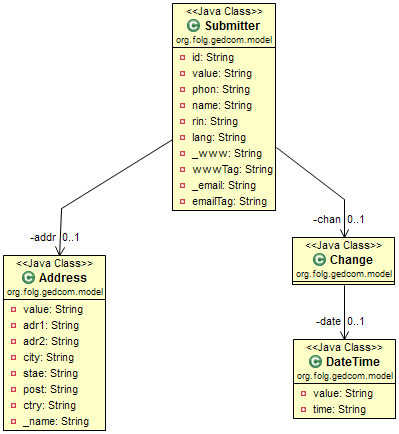 <<Java Class>>
C Submitter
org.folg.gedcom.model
id: String
value: String
phon: String
name: String
rin: String
lang: String
_www: String
wwwTag: String
_email: String
emailTag: String
-addr 0..1
-chan 0..1
<<Java Class>>
C Address
org.folg.gedcom.model
value: String
adr1: String
adr2: String
city: String
stae: String
post: String
ctry: String
_name: String
<<Java Class>>
C Change
org.folg.gedcom.model
-date 0..1
<<Java Class>>
C DateTime
org.folg.gedcom.model
value: String
time: String